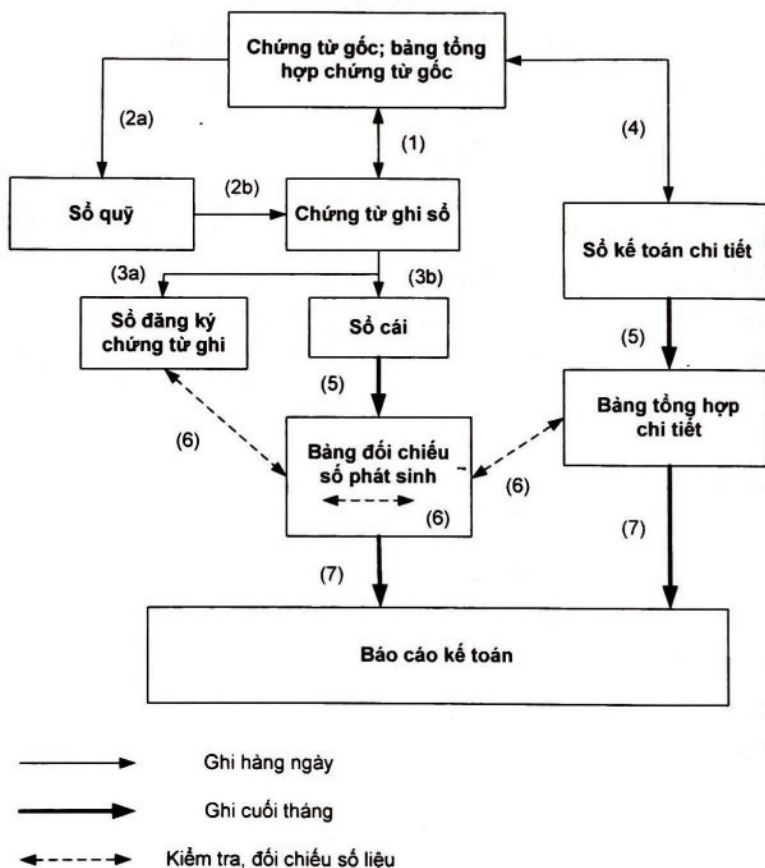 Chứng từ gốc; bảng tổng
hợp chứng từ gốc
(2a)
(1)
(4)
(2b)
Sổ quỹ
Chứng từ ghi sổ
Sổ kế toán chi tiết
(3a)
(3b)
Sổ đăng ký
chứng từ ghi
Sổ cái
(5)
(5)
Bảng tổng hợp
chi tiết
(6)
Bảng đối chiếu
số phát sinh
(6)
(6)
(7)
(7)
Báo cáo kế toán
Ghi hàng ngày
Ghi cuối tháng
Kiểm tra, đối chiếu số liệu